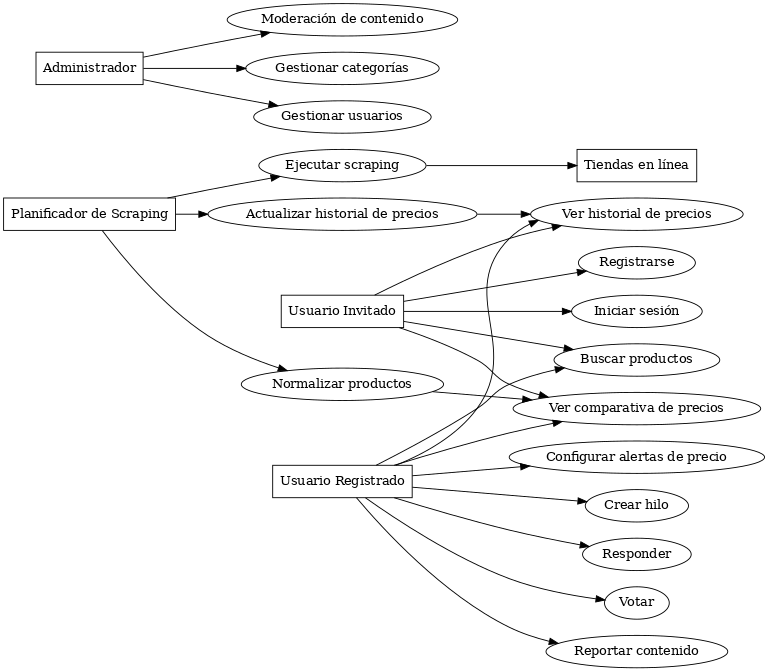 Moderación de contenido
Administrador
Gestionar categorías
Gestionar usuarios
Ejecutar scraping
Tiendas en línea
Planificador de Scraping
Actualizar historial de precios
Ver historial de precios
Registrarse
Usuario Invitado
Iniciar sesión
Buscar productos
Normalizar productos
Ver comparativa de precios
Configurar alertas de precio
Usuario Registrado
Crear hilo
Responder
Votar
Reportar contenido